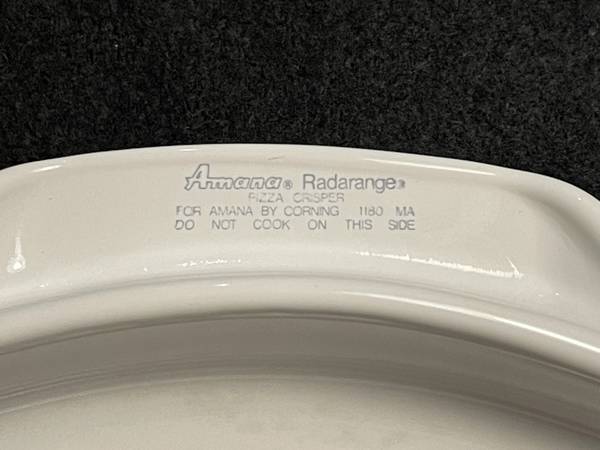 Amana® Radarange®
PIZZA CRISPER
FOR AMANA BY CORNING 1180 MA
DO NOT COOK ON THIS SIDE